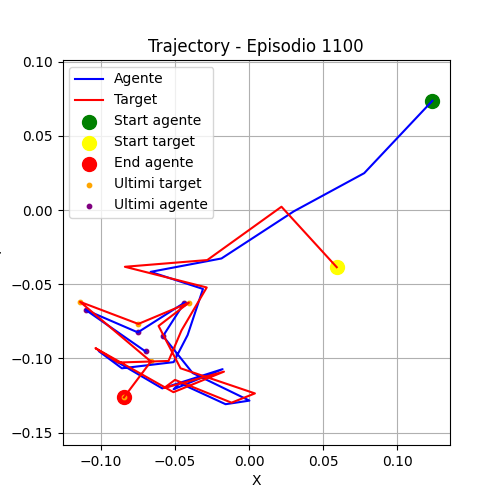 Trajectory - Episodio 1100
Agente
Target
Start agente
Start target
End agente
Ultimi target
Ultimi agente
0.10
0.05
0.00
−0.05
−0.10
−0.15
−0.10
−0.05
0.00
0.05
0.10
X